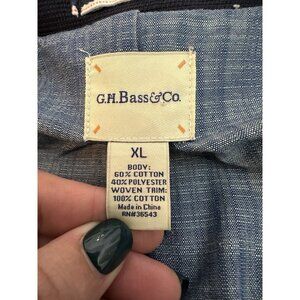 G.H.Bass&Co.
XL
BODY:
60% COTTON
40% POLYESTER
WOVEN TRIM:
100% COTTON
Made in China
RN#36543